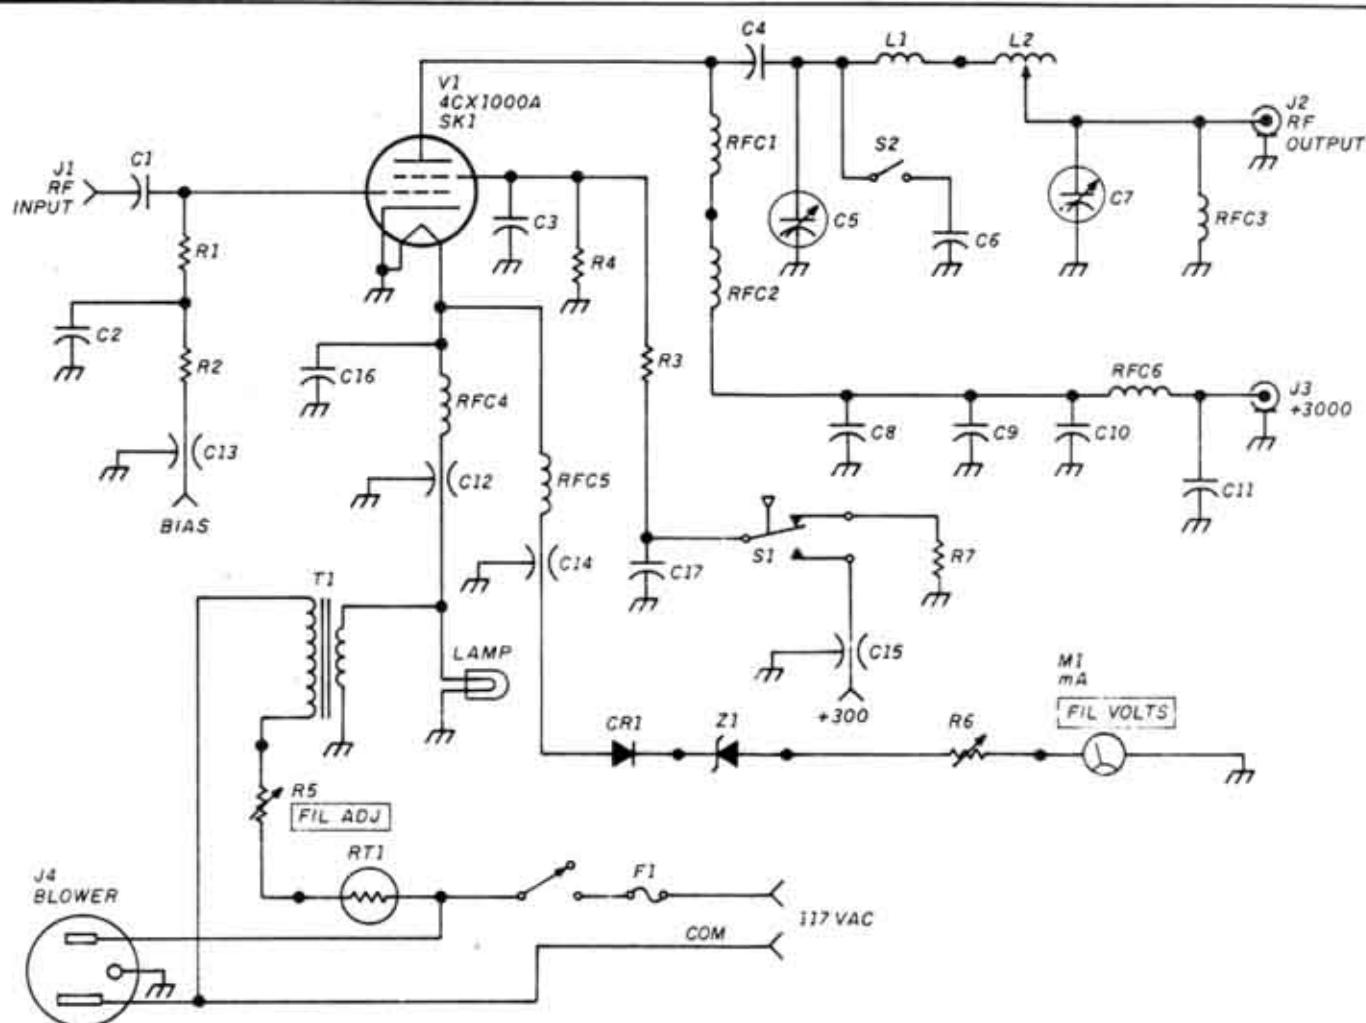 C4
L1
L2
V1
4CX1000A
SK1
J2
RF
OUTPUT
J1
RF
INPUT
C1
RFC1
S2
C3
C5
C7
R1
R4
C6
RFC3
C2
RFC2
R2
C16
R3
RFC4
RFC6
J3
+3000
C8
C9
C10
C13
C12
RFC5
C11
BIAS
S1
R7
C14
C17
T1
LAMP
C15
M1
mA
+300
FIL VOLTS
CR1
Z1
R6
R5
FIL ADJ
RT1
F1
J4
BLOWER
117 VAC
COM